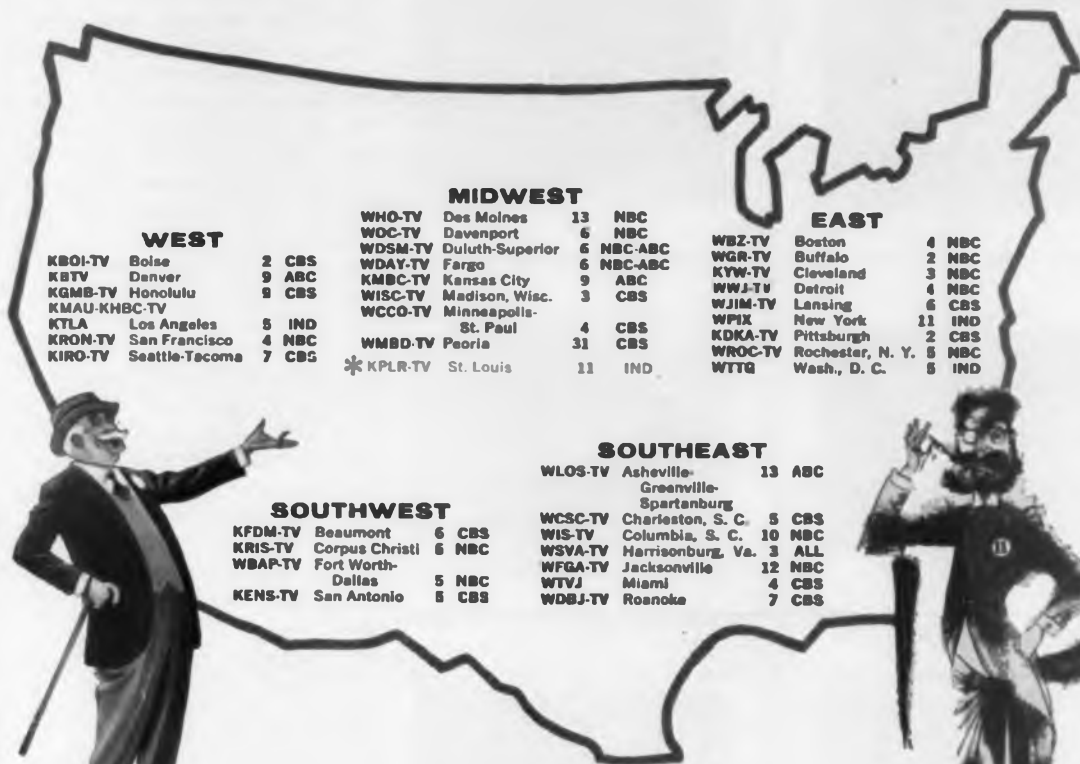 WEST
KBOI-TV Boise 2 CBS
KBTV Denver 9 ABC
KGMB-TV Honolulu 9 CBS
KMAU-KHBC-TV
KTLA Los Angeles 5 IND
KRON-TV San Francisco 4 NBC
KIRO-TV Seattle-Tacoma 7 CBS
MIDWEST
WHO-TV Des Moines 13 NBC
WOC-TV Davenport 6 NBC
WDSM-TV Duluth-Superior 6 NBC-ABC
WDAY-TV Fargo 6 NBC-ABC
KMBC-TV Kansas City 9 ABC
WISC-TV Madison, Wisc. 3 CBS
WCCO-TV Minneapolis-
St. Paul 4 CBS
WMBD-TV Peoria 31 CBS
* KPLR-TV St. Louis 11 IND
EAST
WBZ-TV Boston 4 NBC
WGR-TV Buffalo 2 NBC
KYW-TV Cleveland 3 NBC
WWJ-TV Detroit 4 NBC
WJIM-TV Lansing 6 CBS
WPIX New York 11 IND
KDKA-TV Pittsburgh 2 CBS
WROC-TV Rochester, N. Y. 5 NBC
WTTG Wash., D. C. 5 IND
SOUTHWEST
KFDM-TV Beaumont 6 CBS
KRIS-TV Corpus Christi 6 NBC
WBAP-TV Fort Worth-
Dallas 5 NBC
KENS-TV San Antonio 5 CBS
SOUTHEAST
WLOS-TV Asheville- 13 ABC
Greenville-
Spartanburg
WCSC-TV Charleston, S. C. 5 CBS
WIS-TV Columbia, S. C. 10 NBC
WSVA-TV Harrisonburg, Va. 3 ALL
WFGA-TV Jacksonville 12 NBC
WTVJ Miami 4 CBS
WDBJ-TV Roanoke 7 CBS
11